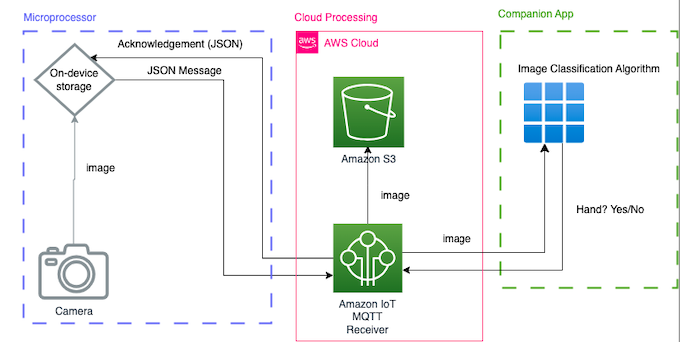 Microprocessor
Cloud Processing
Companion App
Acknowledgement (JSON)
aws
AWS Cloud
On-device
storage
JSON Message
Image Classification Algorithm
Amazon S3
image
image
Hand? Yes/No
image
Camera
Amazon IoT
MQTT
Receiver